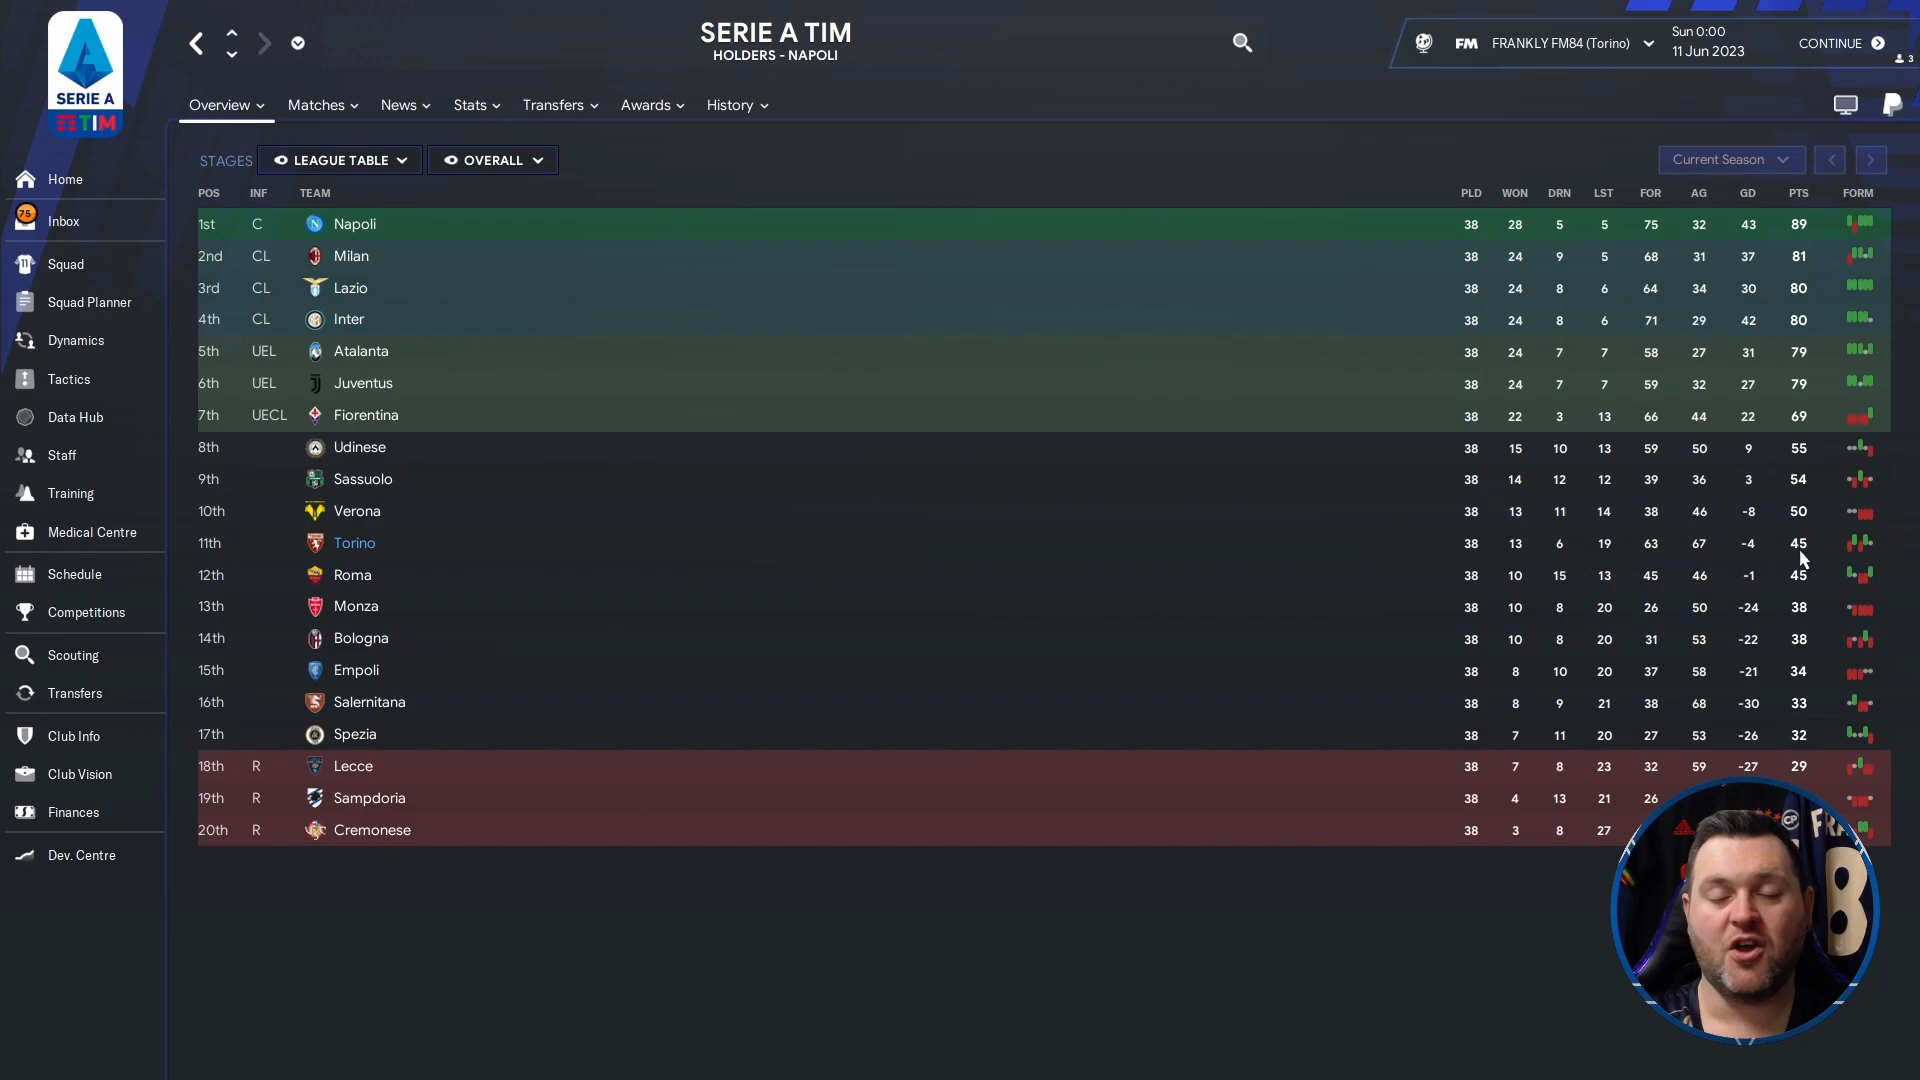 SERIE A
TIM
SERIE A TIM
HOLDERS - NAPOLI
FM FRANKLY FM84 (Torino)
Sun 0:00
11 Jun 2023
CONTINUE
3
Overview Matches News Stats Transfers Awards History
STAGES LEAGUE TABLE OVERALL Current Season
Home
75
Inbox
Squad
11
Squad Planner
Dynamics
Tactics
Data Hub
Staff
Training
Medical Centre
Schedule
Competitions
Scouting
Transfers
Club Info
Club Vision
Finances
Dev. Centre
POS INF TEAM PLD WON DRN LST FOR AG GD PTS FORM
1st C Napoli 38 28 5 5 75 32 43 89
2nd CL Milan 38 24 9 5 68 31 37 81
3rd CL Lazio 38 24 8 6 64 34 30 80
4th CL Inter 38 24 8 6 71 29 42 80
5th UEL Atalanta 38 24 7 7 58 27 31 79
6th UEL Juventus 38 24 7 7 59 32 27 79
7th UECL Fiorentina 38 22 3 13 66 44 22 69
8th Udinese 38 15 10 13 59 50 9 55
9th Sassuolo 38 14 12 12 39 36 3 54
10th Verona 38 13 11 14 38 46 -8 50
11th Torino 38 13 6 19 63 67 -4 45
12th Roma 38 10 15 13 45 46 -1 45
13th Monza 38 10 8 20 26 50 -24 38
14th Bologna 38 10 8 20 31 53 -22 38
15th Empoli 38 8 10 20 37 58 -21 34
16th Salernitana 38 8 9 21 38 68 -30 33
17th Spezia 38 7 11 20 27 53 -26 32
18th R Lecce 38 7 8 23 32 59 -27 29
19th R Sampdoria 38 4 13 21 26
20th R Cremonese 38 3 8 27
CP FRA
8